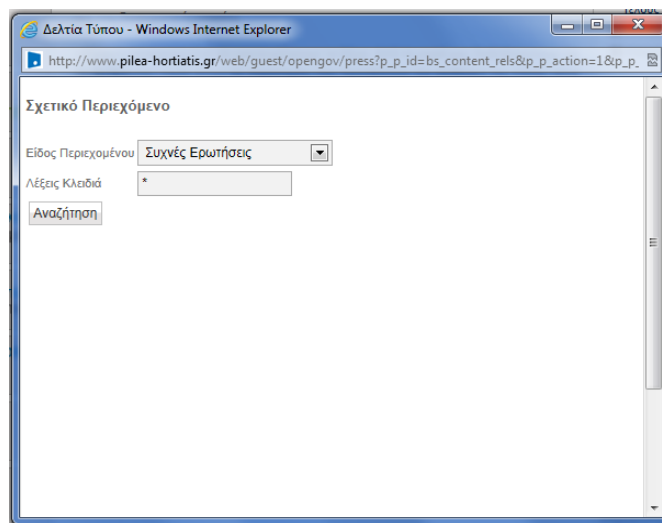 Δελτία Τύπου - Windows Internet Explorer
http://www.pilea-hortiatis.gr/web/guest/opengov/press?p_p_id=bs_content_rels&p_p_action=1&p_p_
Σχετικό Περιεχόμενο
Είδος Περιεχομένου Συχνές Ερωτήσεις
Λέξεις Κλειδιά *
Αναζήτηση